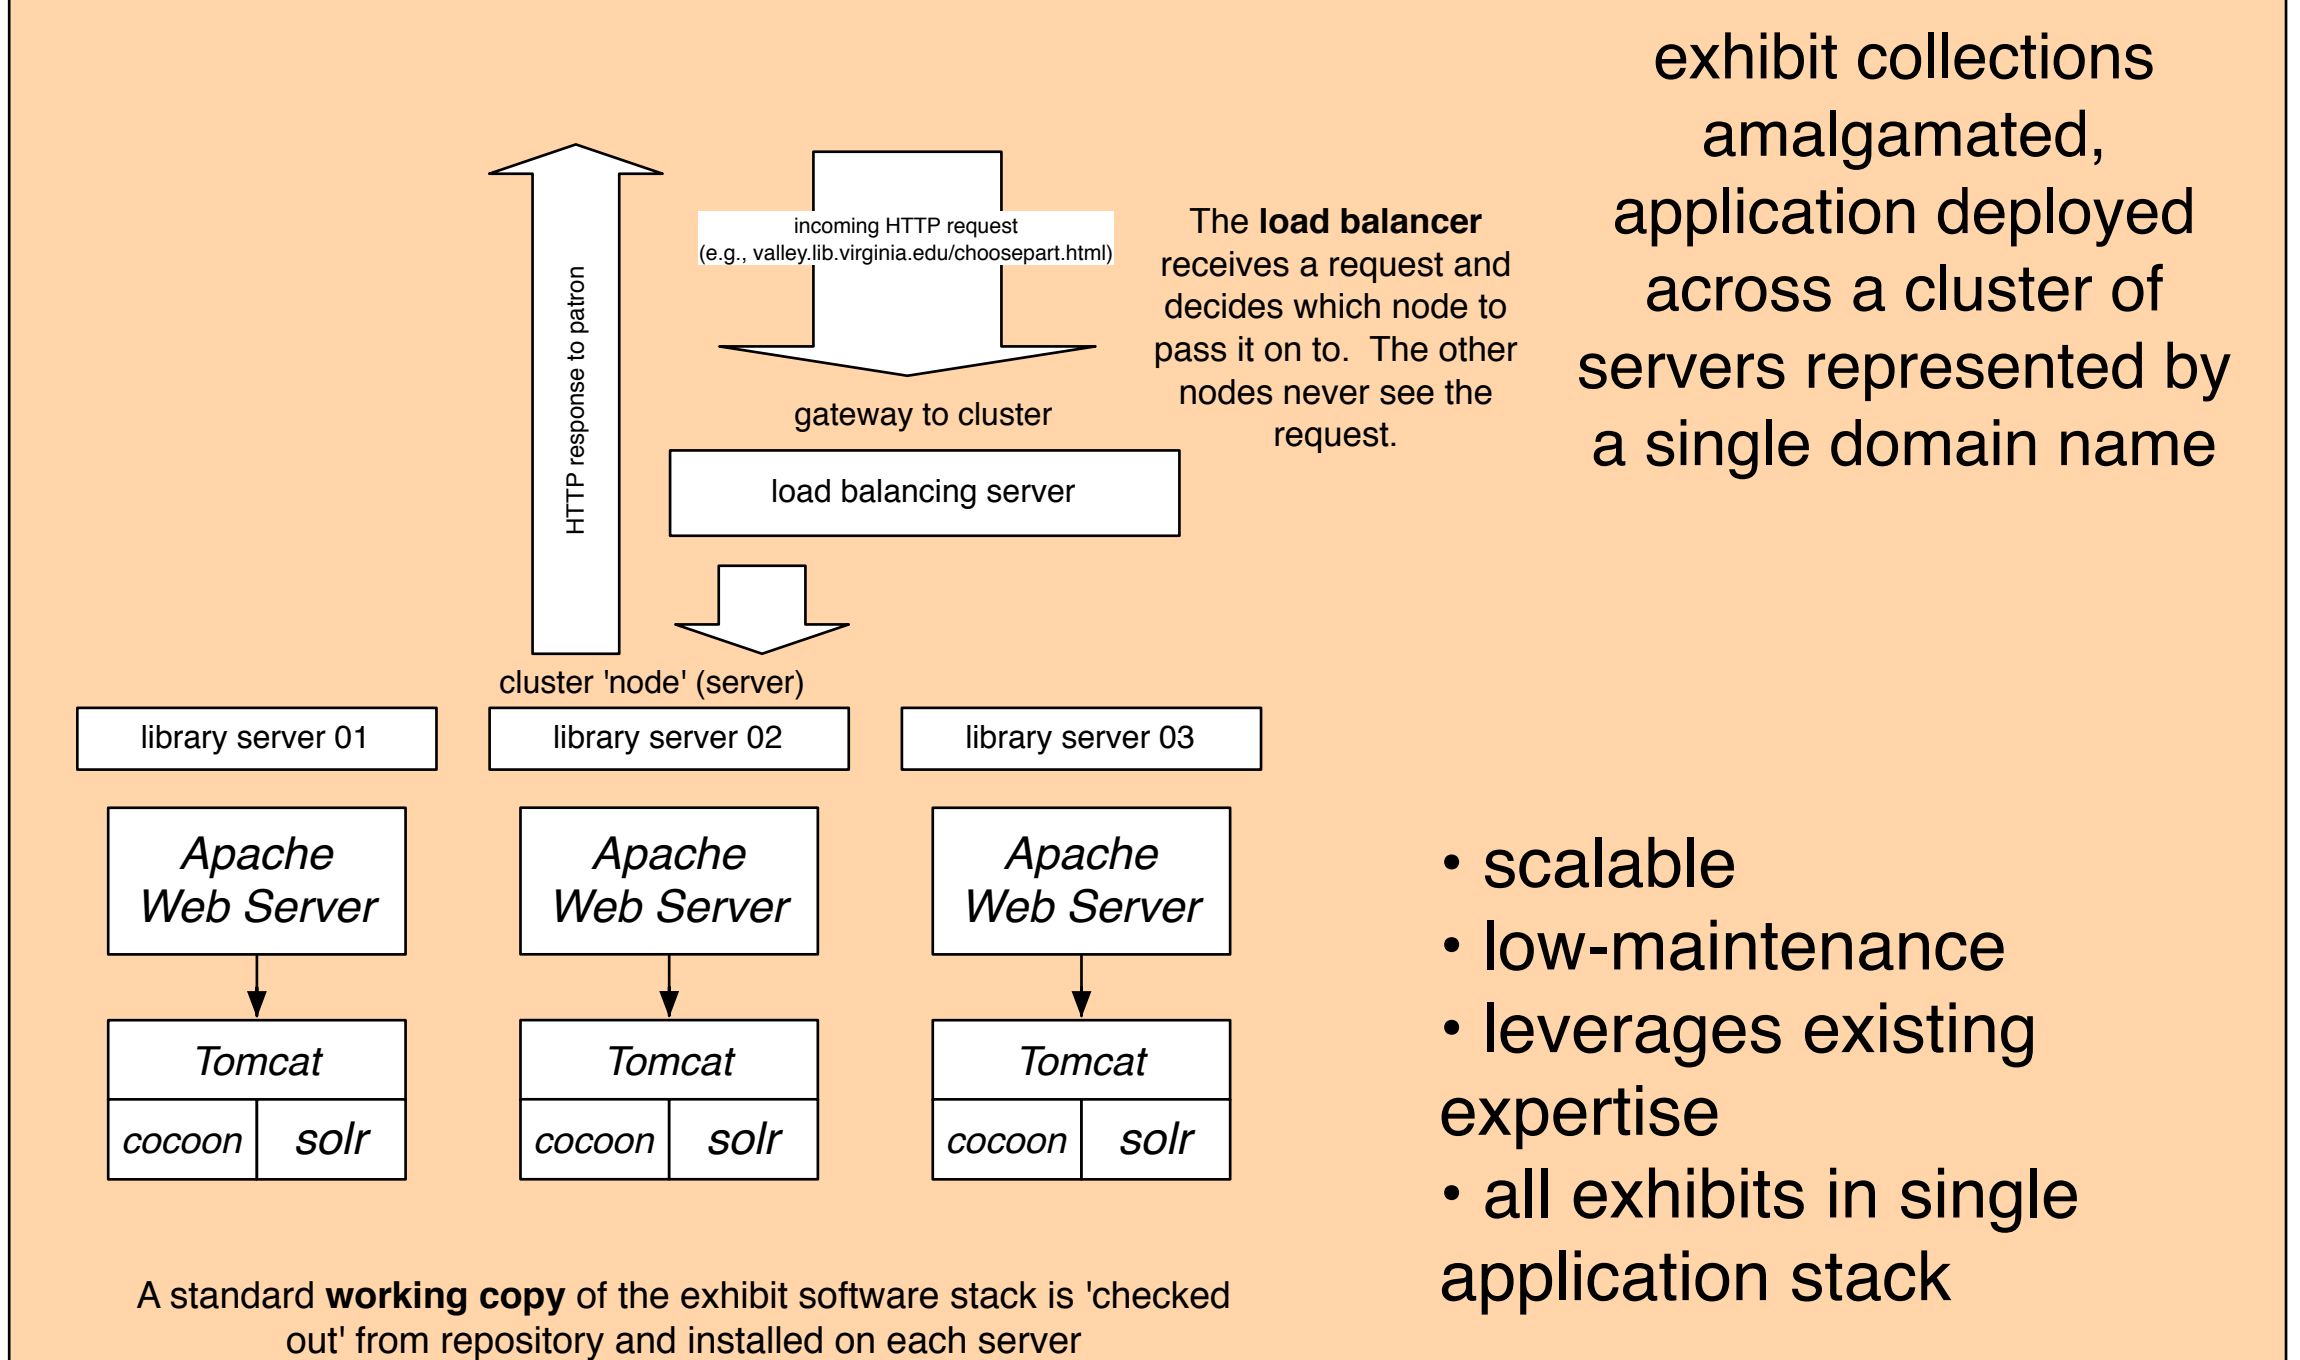 exhibit collections
amalgamated,
application deployed
across a cluster of
servers represented by
a single domain name
HTTP response to patron
incoming HTTP request
(e.g., valley.lib.virginia.edu/choosepart.html)
The load balancer
receives a request and
decides which node to
pass it on to.  The other
nodes never see the
request.
gateway to cluster
load balancing server
cluster 'node' (server)
library server 01
library server 02
library server 03
Apache
Web Server
Apache
Web Server
Apache
Web Server
Tomcat
Tomcat
Tomcat
cocoon
solr
cocoon
solr
cocoon
solr
• scalable
• low-maintenance
• leverages existing
expertise
• all exhibits in single
application stack
A standard working copy of the exhibit software stack is 'checked
out' from repository and installed on each server